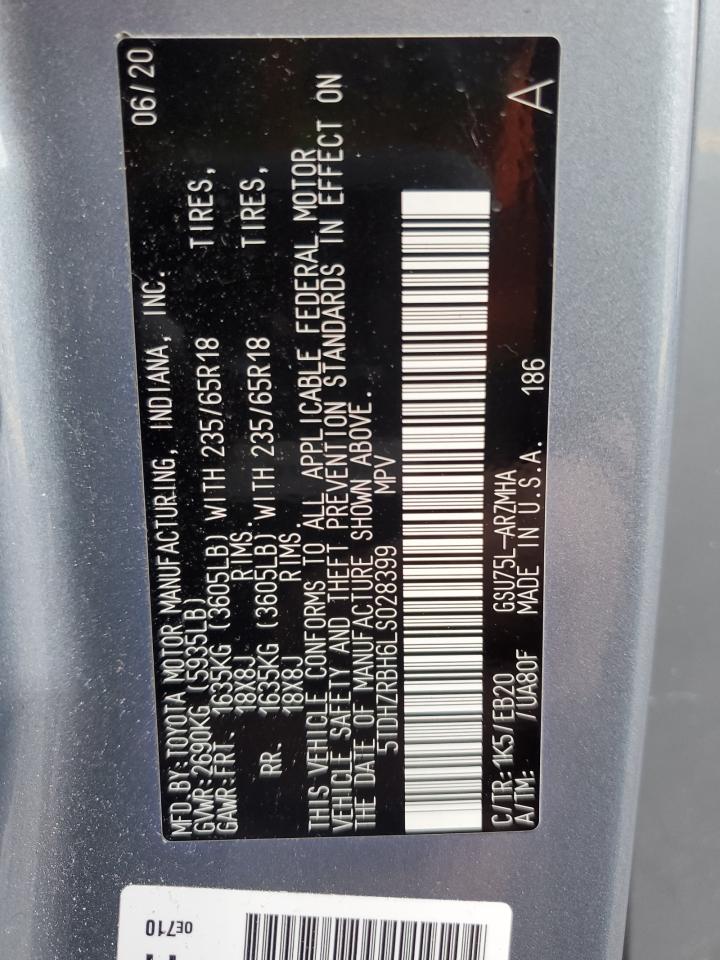 MFD BY:TOYOTA MOTOR MANUFACTURING, INDIANA, INC. 06/20
GVWR:2690KG (5935LB)
GAWR:FRT. 1635KG (3605LB) WITH 235/65R18 TIRES,
18X8J RIMS.
RR. 1635KG (3605LB) WITH 235/65R18 TIRES,
18X8J RIMS
THIS VEHICLE CONFORMS TO ALL APPLICABLE FEDERAL MOTOR
VEHICLE SAFETY AND THEFT PREVENTION STANDARDS IN EFFECT ON
THE DATE OF MANUFACTURE SHOWN ABOVE.
5TDHZRBH6LS028399 MPV
C/TR:1K5/EB20 GSU75L-ARZMHA A
A/TM: /UA80F MADE IN U.S.A. 186
0E710